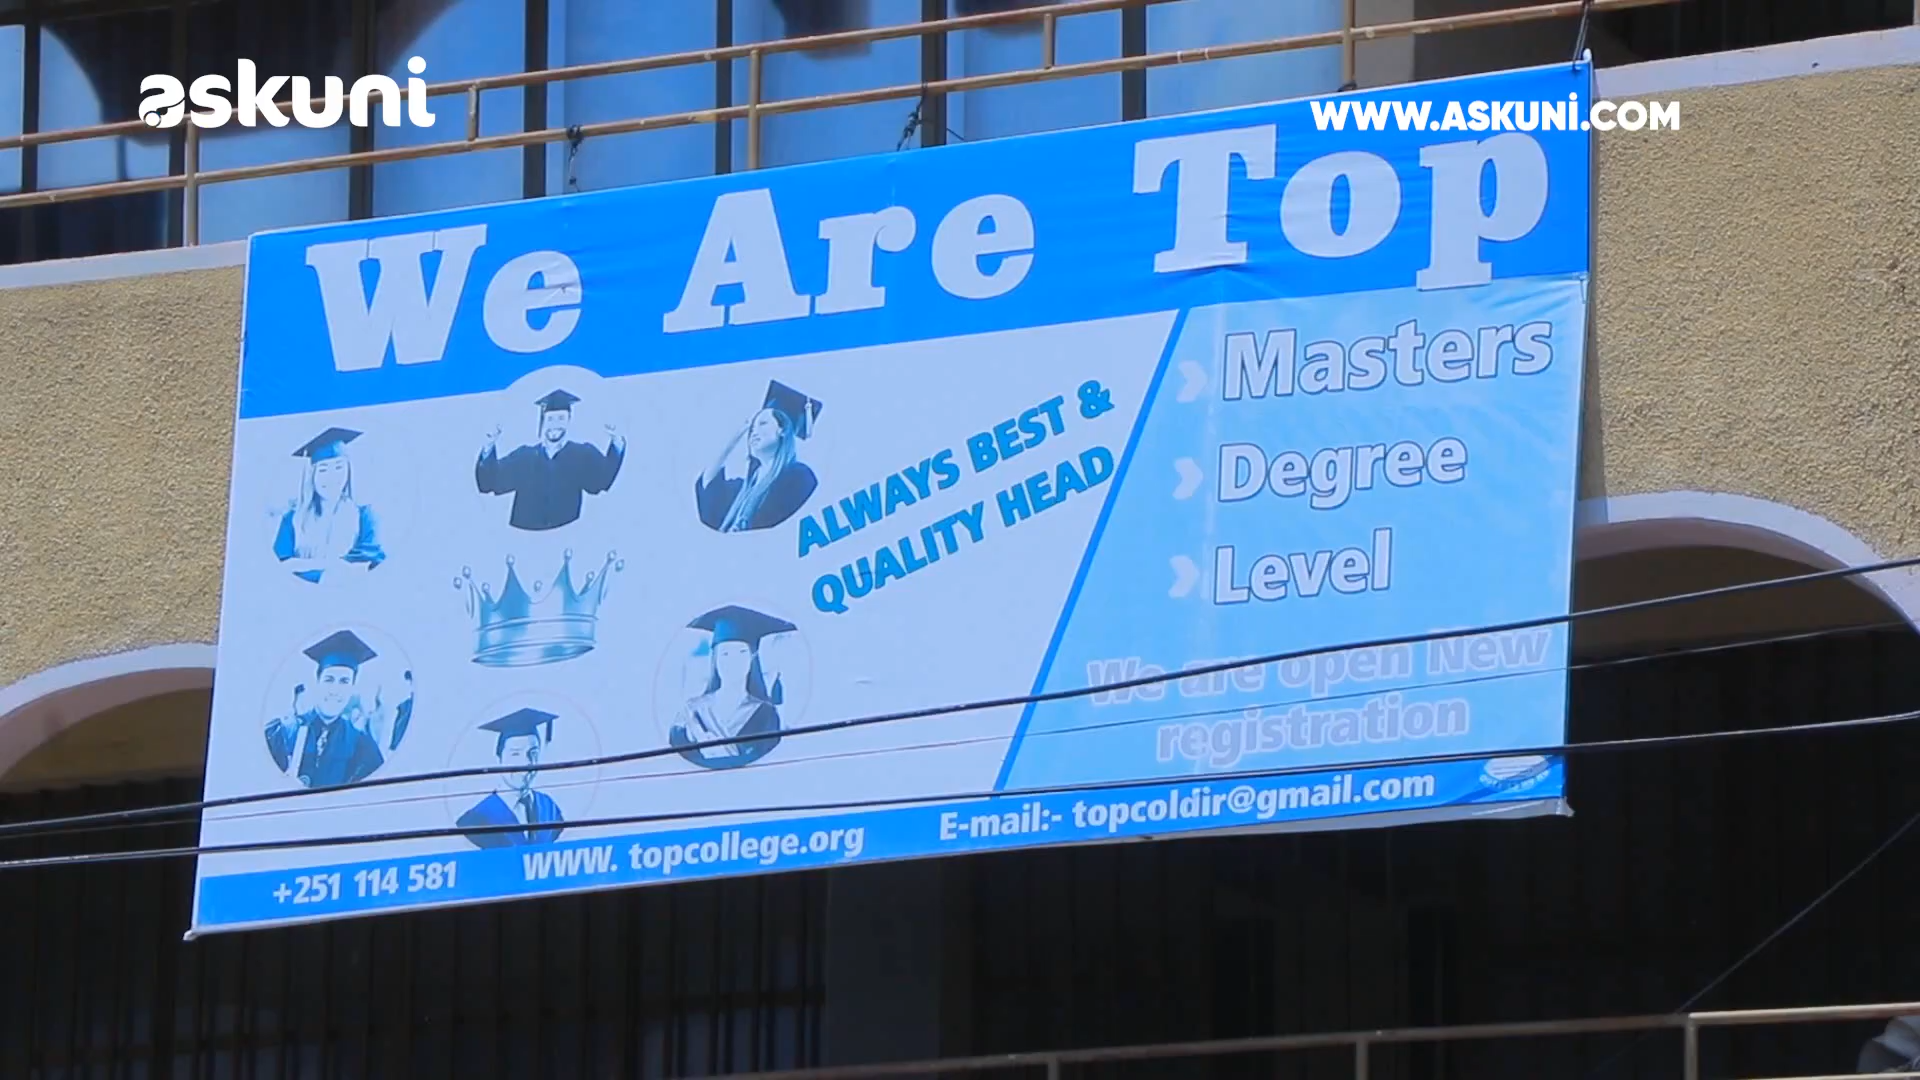 askuni
WWW.ASKUNİ.COM
We Are Top
ALWAYS BEST &
QUALITY HEAD
Masters
Degree
Level
We are open New
registration
+251 114 581
WWW. topcollege.org
E-mail:- topcoldir@gmail.com